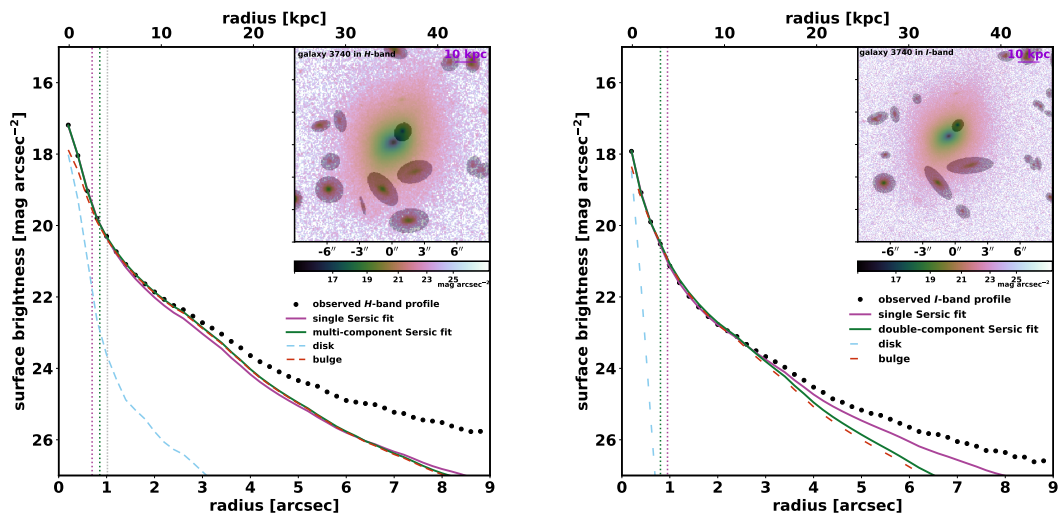 radius [kpc]
0 10 20 30 40
surface brightness [mag arcsec−2]
16
18
20
22
24
26
galaxy 3740 in H-band
10 kpc
-6′′ -3′′ 0′′ 3′′ 6′′
17 19 21 23 25
mag arcsec−2
observed H-band profile
single Sersic fit
multi-component Sersic fit
disk
bulge
0 1 2 3 4 5 6 7 8 9
radius [arcsec]
radius [kpc]
0 10 20 30 40
surface brightness [mag arcsec−2]
16
18
20
22
24
26
galaxy 3740 in I-band
10 kpc
-6′′ -3′′ 0′′ 3′′ 6′′
17 19 21 23 25
mag arcsec−2
observed I-band profile
single Sersic fit
double-component Sersic fit
disk
bulge
0 1 2 3 4 5 6 7 8 9
radius [arcsec]